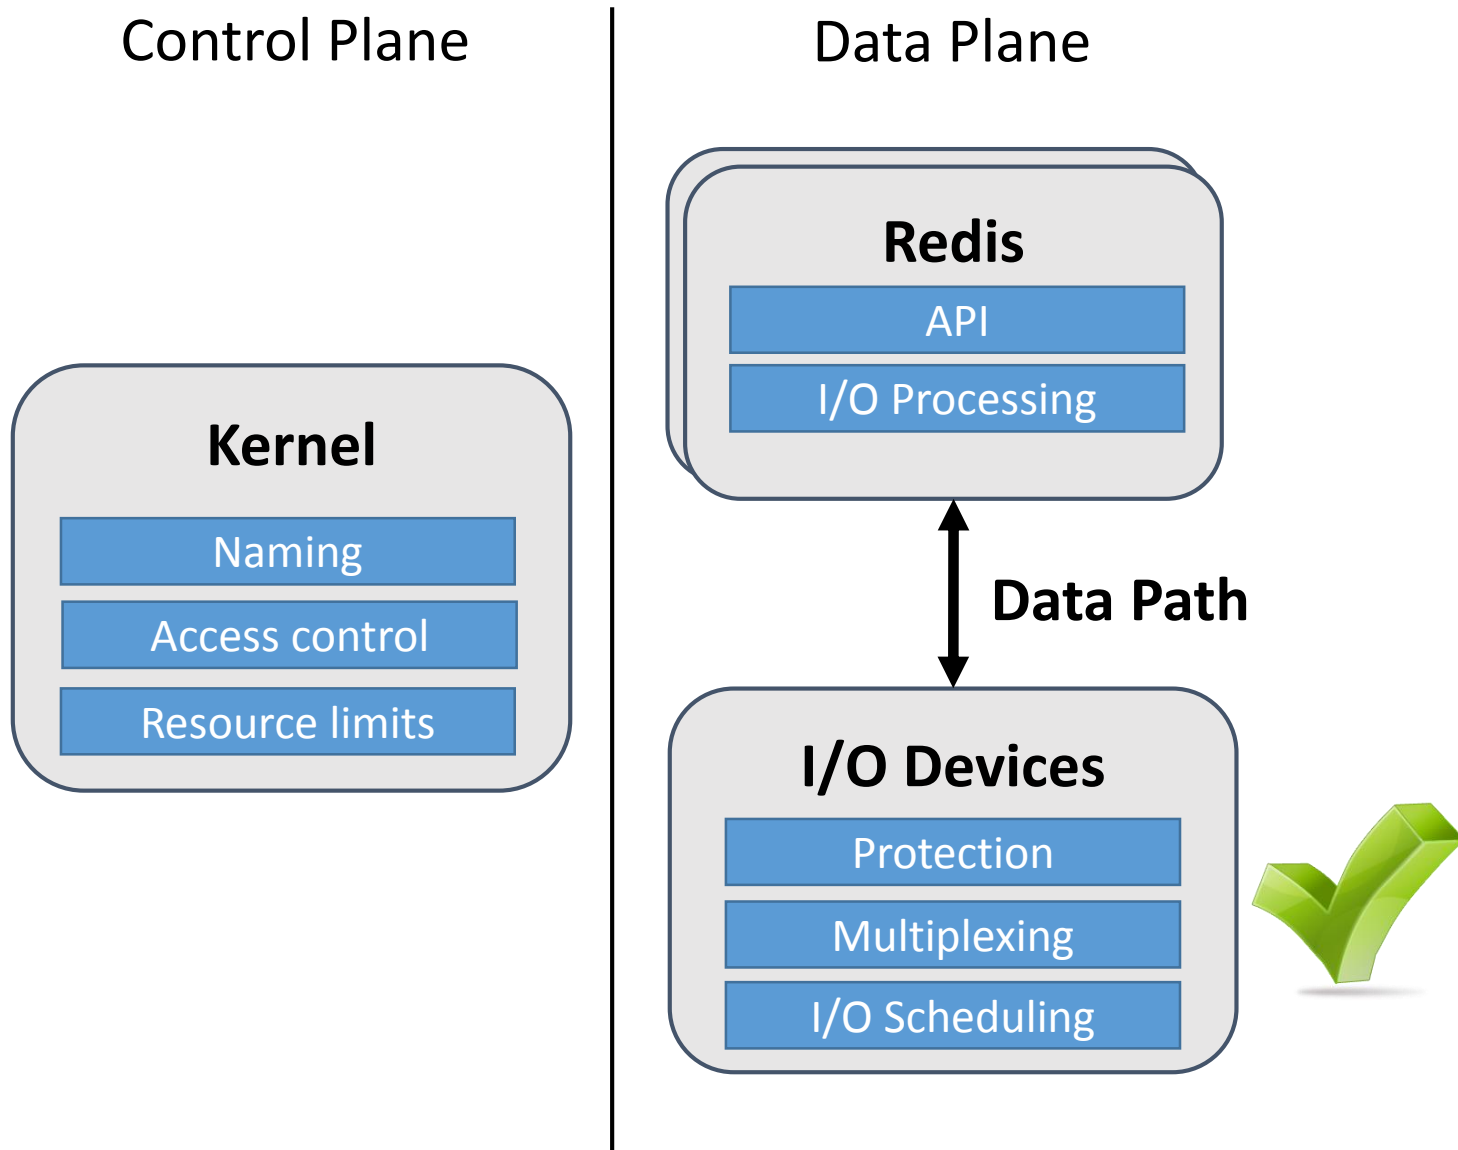 Control Plane
Data Plane
Kernel
Naming
Access control
Resource limits
Redis
API
I/O Processing
Data Path
I/O Devices
Protection
Multiplexing
I/O Scheduling